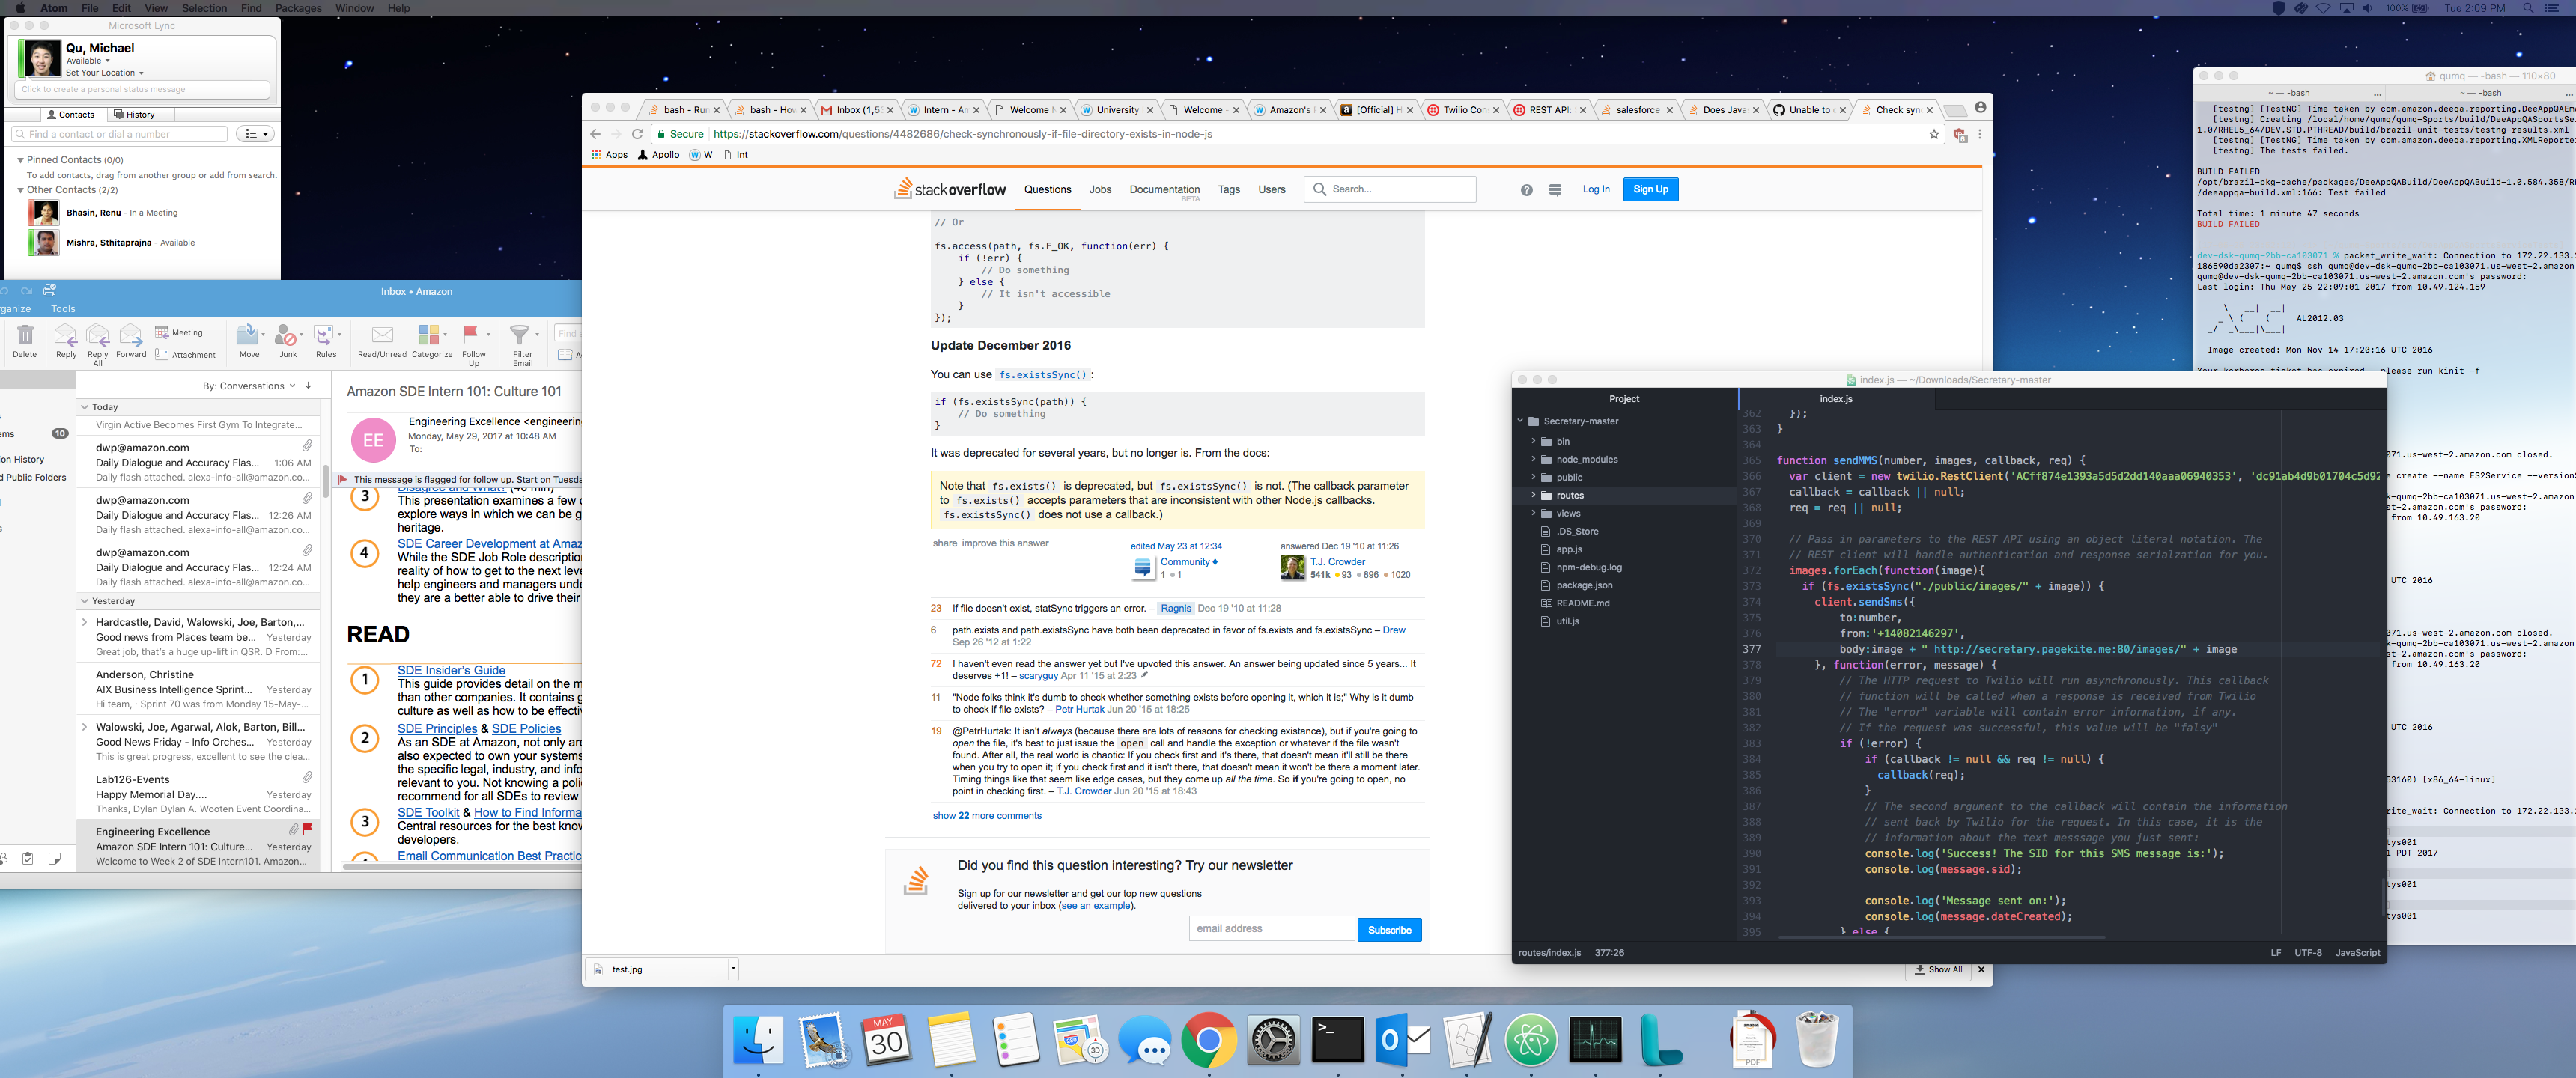 Atom File Edit View Selection Find Packages Window Help
100% Tue 2:09 PM
Microsoft Lync
Qu, Michael
Available
Set Your Location
Click to create a personal status message
Contacts History
Find a contact or dial a number
Pinned Contacts (0/0)
To add contacts, drag from another group or add from search.
Other Contacts (2/2)
Bhasin, Renu - In a Meeting
Mishra, Sthitaprajna - Available
Inbox • Amazon
rganize Tools
Delete Reply Reply All Forward Meeting Attachment Move Junk Rules Read/Unread Categorize Follow Up Filter Email
By: Conversations
ems 10
on History
d Public Folders
Today
Virgin Active Becomes First Gym To Integrate...
dwp@amazon.com
Daily Dialogue and Accuracy Flas... 1:06 AM
Daily flash attached. alexa-info-all@amazon.co...
dwp@amazon.com
Daily Dialogue and Accuracy Flas... 12:26 AM
Daily flash attached. alexa-info-all@amazon.co...
dwp@amazon.com
Daily Dialogue and Accuracy Flas... 12:24 AM
Daily flash attached. alexa-info-all@amazon.co...
Yesterday
Hardcastle, David, Walowski, Joe, Barton,...
Good news from Places team be... Yesterday
Great job, that's a huge up-lift in QSR. D From:...
Anderson, Christine
AIX Business Intelligence Sprint... Yesterday
Hi team, · Sprint 70 was from Monday 15-May-...
Walowski, Joe, Agarwal, Alok, Barton, Bill...
Good News Friday - Info Orches... Yesterday
This is great progress, excellent to see the clea...
Lab126-Events
Happy Memorial Day.... Yesterday
Thanks, Dylan Dylan A. Wooten Event Coordina...
Engineering Excellence
Amazon SDE Intern 101: Culture... Yesterday
Welcome to Week 2 of SDE Intern101. Amazon...
Amazon SDE Intern 101: Culture 101
EE
Engineering Excellence <engineerin
Monday, May 29, 2017 at 10:48 AM
To:
This message is flagged for follow up. Start on Tuesda
3 Disagree and What? (40 min)
This presentation examines a few c
explore ways in which we can be g
heritage.
4 SDE Career Development at Amaz
While the SDE Job Role description
reality of how to get to the next leve
help engineers and managers unde
they are a better able to drive their
READ
1 SDE Insider's Guide
This guide provides detail on the m
than other companies. It contains g
culture as well as how to be effectiv
2 SDE Principles & SDE Policies
As an SDE at Amazon, not only are
also expected to own your systems
the specific legal, industry, and info
relevant to you. Not knowing a polic
recommend for all SDEs to review
3 SDE Toolkit & How to Find Informa
Central resources for the best know
developers.
Email Communication Best Practic
bash - Run
bash - How
Inbox (1,53
Intern - Am
Welcome N
University
Welcome -
Amazon's
[Official] H
Twilio Con
REST API:
salesforce
Does Java
Unable to
Check sync
Secure https://stackoverflow.com/questions/4482686/check-synchronously-if-file-directory-exists-in-node-js
Apps Apollo W Int
stackoverflow Questions Jobs Documentation BETA Tags Users Search... Log In Sign Up
// Or
fs.access(path, fs.F_OK, function(err) {
if (!err) {
// Do something
} else {
// It isn't accessible
}
});
Update December 2016
You can use fs.existsSync() :
if (fs.existsSync(path)) {
// Do something
}
It was deprecated for several years, but no longer is. From the docs:
Note that fs.exists() is deprecated, but fs.existsSync() is not. (The callback parameter
to fs.exists() accepts parameters that are inconsistent with other Node.js callbacks.
fs.existsSync() does not use a callback.)
share improve this answer
edited May 23 at 12:34
Community ♦
1 ●1
answered Dec 19 '10 at 11:26
T.J. Crowder
541k ●93 ●896 ●1020
23 If file doesn't exist, statSync triggers an error. – Ragnis Dec 19 '10 at 11:28
6 path.exists and path.existsSync have both been deprecated in favor of fs.exists and fs.existsSync – Drew
Sep 26 '12 at 1:22
72 I haven't even read the answer yet but I've upvoted this answer. An answer being updated since 5 years... It
deserves +1! – scaryguy Apr 11 '15 at 2:23
11 "Node folks think it's dumb to check whether something exists before opening it, which it is;" Why is it dumb
to check if file exists? – Petr Hurtak Jun 20 '15 at 18:25
19 @PetrHurtak: It isn't always (because there are lots of reasons for checking existance), but if you're going to
open the file, it's best to just issue the open call and handle the exception or whatever if the file wasn't
found. After all, the real world is chaotic: If you check first and it's there, that doesn't mean it'll still be there
when you try to open it; if you check first and it isn't there, that doesn't mean it won't be there a moment later.
Timing things like that seem like edge cases, but they come up all the time. So if you're going to open, no
point in checking first. – T.J. Crowder Jun 20 '15 at 18:43
show 22 more comments
Did you find this question interesting? Try our newsletter
Sign up for our newsletter and get our top new questions
delivered to your inbox (see an example).
email address Subscribe
test.jpg
Show All
index.js — ~/Downloads/Secretary-master
Project
Secretary-master
bin
node_modules
public
routes
views
.DS_Store
app.js
npm-debug.log
package.json
README.md
util.js
index.js
362 });
363 }
364
365 function sendMMS(number, images, callback, req) {
366 var client = new twilio.RestClient('ACff874e1393a5d5d2dd140aaa06940353', 'dc91ab4d9b01704c5d92
367 callback = callback || null;
368 req = req || null;
369
370 // Pass in parameters to the REST API using an object literal notation. The
371 // REST client will handle authentication and response serialzation for you.
372 images.forEach(function(image){
373 if (fs.existsSync("./public/images/" + image)) {
374 client.sendSms({
375 to:number,
376 from:'+14082146297',
377 body:image + " http://secretary.pagekite.me:80/images/" + image
378 }, function(error, message) {
379 // The HTTP request to Twilio will run asynchronously. This callback
380 // function will be called when a response is received from Twilio
381 // The "error" variable will contain error information, if any.
382 // If the request was successful, this value will be "falsy"
383 if (!error) {
384 if (callback != null && req != null) {
385 callback(req);
386 }
387 // The second argument to the callback will contain the information
388 // sent back by Twilio for the request. In this case, it is the
389 // information about the text messsage you just sent:
390 console.log('Success! The SID for this SMS message is:');
391 console.log(message.sid);
392
393 console.log('Message sent on:');
394 console.log(message.dateCreated);
395 } else {
routes/index.js 377:26 LF UTF-8 JavaScript
qumq — -bash — 110×80
~ — -bash ~ — -bash
[testng] [TestNG] Time taken by com.amazon.deeqa.reporting.DeeAppQAEma
[testng] Creating /local/home/qumq/qumq-Sports/build/DeeAppQASportsSe
1.0/RHEL5_64/DEV.STD.PTHREAD/build/brazil-unit-tests/testng-results.xml
[testng] [TestNG] Time taken by com.amazon.deeqa.reporting.XMLReporte
[testng] The tests failed.
BUILD FAILED
/opt/brazil-pkg-cache/packages/DeeAppQABuild/DeeAppQABuild-1.0.584.358/RH
/deeappqa-build.xml:166: Test failed
Total time: 1 minute 47 seconds
BUILD FAILED
dev-dsk-qumq-2bb-ca103071 % packet_write_wait: Connection to 172.22.133.
186590da2307:~ qumq$ ssh qumq@dev-dsk-qumq-2bb-ca103071.us-west-2.amazon
qumq@dev-dsk-qumq-2bb-ca103071.us-west-2.amazon.com's password:
Last login: Thu May 25 22:09:01 2017 from 10.49.124.159
AL2012.03
Image created: Mon Nov 14 17:20:16 UTC 2016
Your kerberos ticket has expired - please run kinit -f
071.us-west-2.amazon.com closed.
e create --name ES2Service --version
k-qumq-2bb-ca103071.us-west-2.amazon
st-2.amazon.com's password:
from 10.49.163.20
UTC 2016
071.us-west-2.amazon.com closed.
k-qumq-2bb-ca103071.us-west-2.amazon
st-2.amazon.com's password:
from 10.49.163.20
UTC 2016
53160) [x86_64-linux]
rite_wait: Connection to 172.22.133.
tys001
1 PDT 2017
tys001
tys001
MAY
30
PDF